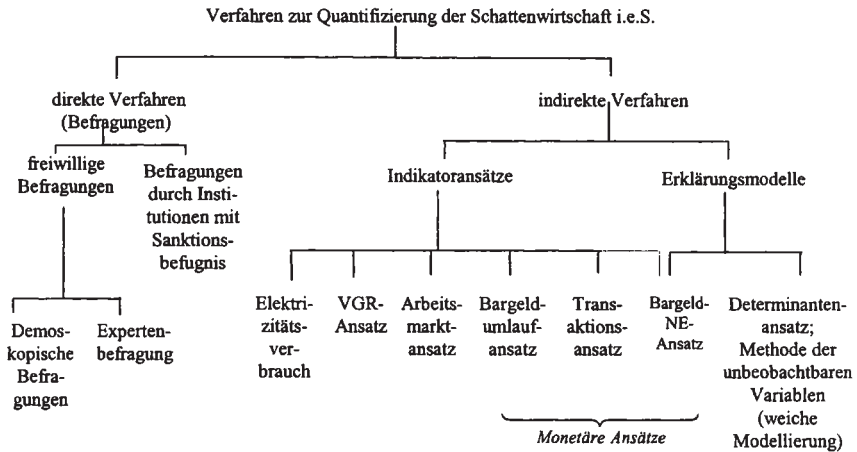 Verfahren zur Quantifizierung der Schattenwirtschaft i.e.S.
direkte Verfahren
(Befragungen)
indirekte Verfahren
freiwillige
Befragungen
Befragungen
durch Insti-
tutionen mit
Sanktions-
befugnis
Indikatoransätze
Erklärungsmodelle
Demos-
kopische
Befra-
gungen
Experten-
befragung
Elektri-
zitäts-
ver-
brauch
VGR-
Ansatz
Arbeits-
markt-
ansatz
Bargeld-
umlauf-
ansatz
Trans-
aktions-
ansatz
Bargeld-
NE-
Ansatz
Determinanten-
ansatz;
Methode der
unbeobachtbaren
Variablen
(weiche
Modellierung)
Monetäre Ansätze